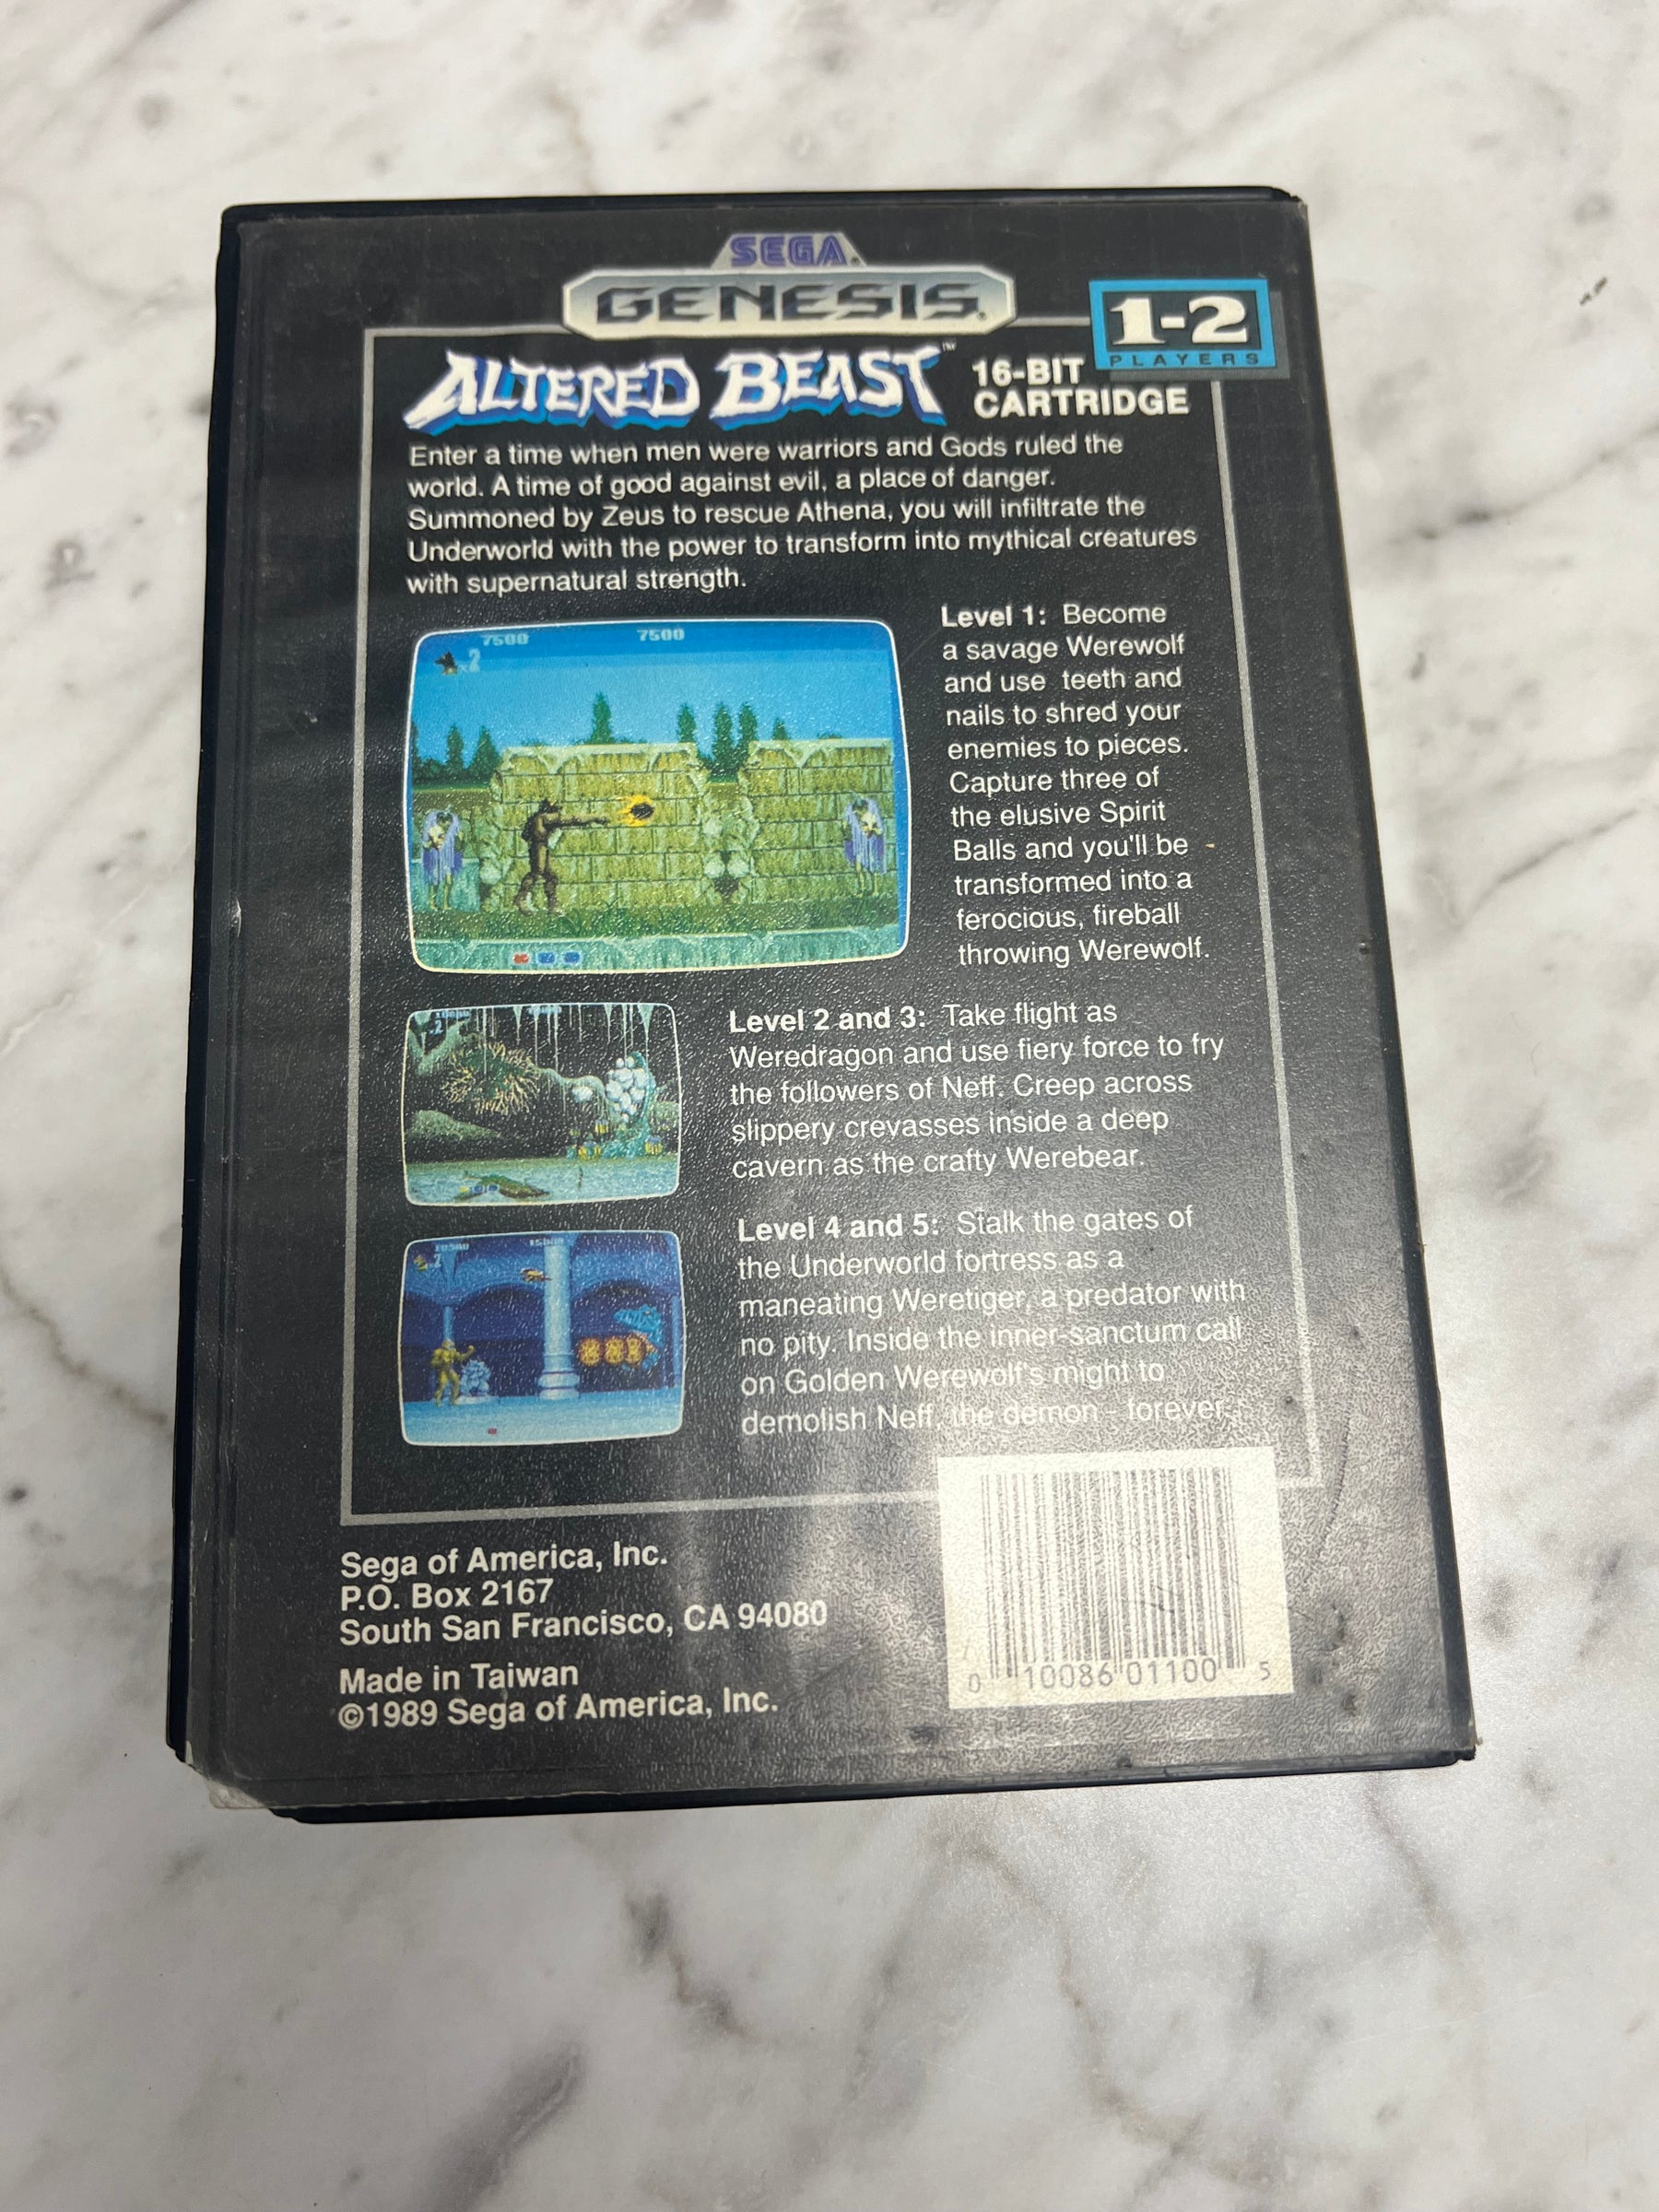 SEGA®
GENESIS®
1-2
PLAYERS
ALTERED BEAST™
16-BIT
CARTRIDGE
Enter a time when men were warriors and Gods ruled the
world. A time of good against evil, a place of danger.
Summoned by Zeus to rescue Athena, you will infiltrate the
Underworld with the power to transform into mythical creatures
with supernatural strength.
7500 7500
x2
Level 1: Become
a savage Werewolf
and use teeth and
nails to shred your
enemies to pieces.
Capture three of
the elusive Spirit
Balls and you'll be
transformed into a
ferocious, fireball
throwing Werewolf.
Level 2 and 3: Take flight as
Weredragon and use fiery force to fry
the followers of Neff. Creep across
slippery crevasses inside a deep
cavern as the crafty Werebear.
Level 4 and 5: Stalk the gates of
the Underworld fortress as a
maneating Weretiger, a predator with
no pity. Inside the inner-sanctum call
on Golden Werewolf's might to
demolish Neff, the demon - forever.
Sega of America, Inc.
P.O. Box 2167
South San Francisco, CA 94080
Made in Taiwan
©1989 Sega of America, Inc.
0 10086 01100 5